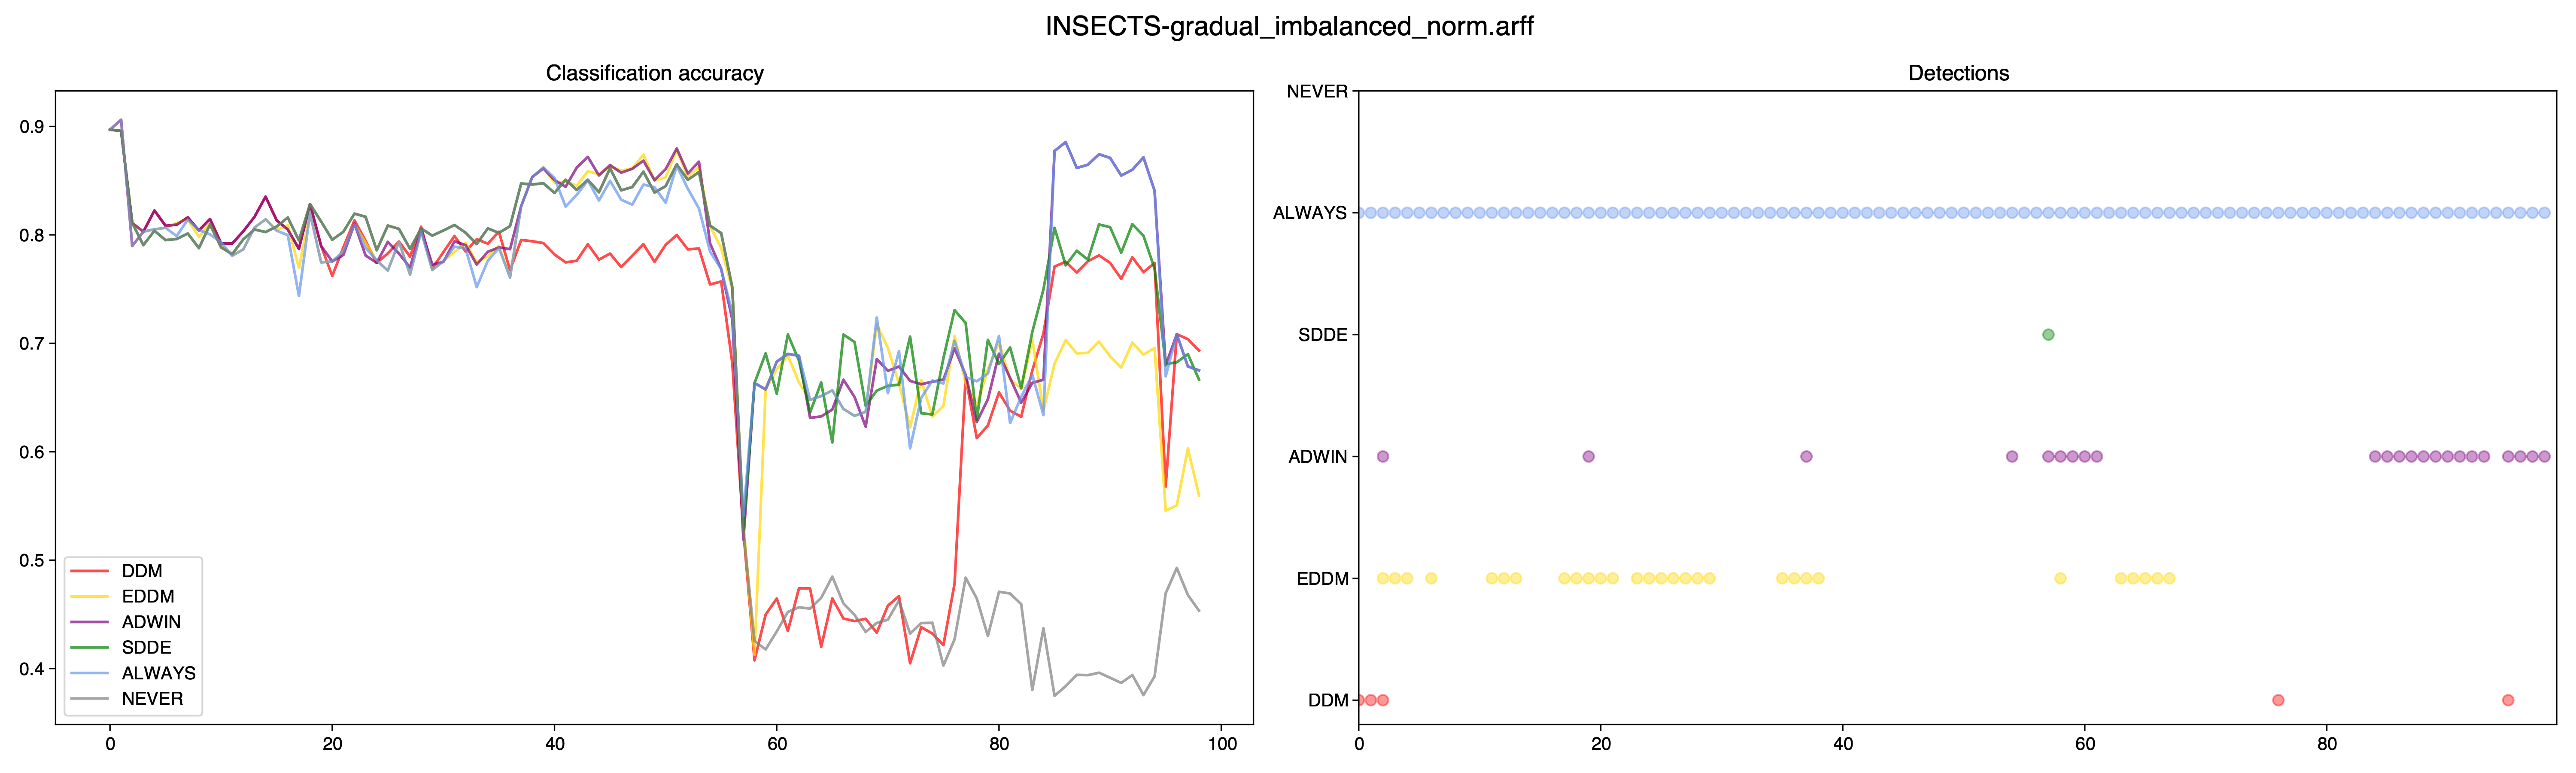 INSECTS-gradual_imbalanced_norm.arff
Classification accuracy
0.9
0.8
0.7
0.6
0.5
0.4
DDM
EDDM
ADWIN
SDDE
ALWAYS
NEVER
0 20 40 60 80 100
Detections
NEVER
ALWAYS
SDDE
ADWIN
EDDM
DDM
0 20 40 60 80